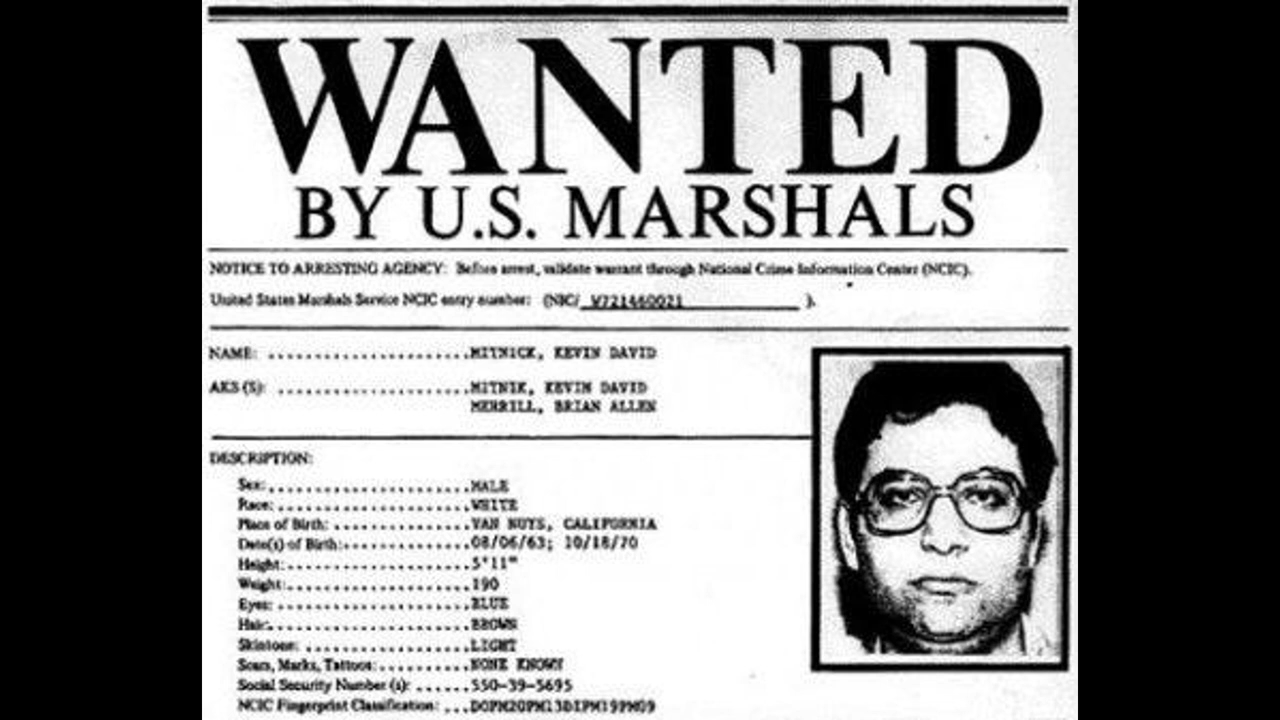 WANTED
BY U.S. MARSHALS
NOTICE TO ARRESTING AGENCY: Before arrest, validate warrant through National Crime Information Center (NCIC).
United States Marshals Service NCIC entry number: (NIC/ W721460021 ).
NAME: ......................MITNICK, KEVIN DAVID
AKS (S): .....................MITNIK, KEVIN DAVID
MERRILL, BRIAN ALLEN
DESCRIPTION:
Sex:.........................MALE
Race:........................WHITE
Place of Birth: ...............VAN NUYS, CALIFORNIA
Date(s) of Birth:..............08/06/63; 10/18/70
Height:......................5'11"
Weight:......................190
Eyes: .......................BLUE
Hair:........................BROWN
Skintone: ...................LIGHT
Scars, Marks, Tattoos:..........NONE KNOWN
Social Security Number (s): ......550-39-5695
NCIC Fingerprint Classification: ...DOPM20PM13DIPM19PM09